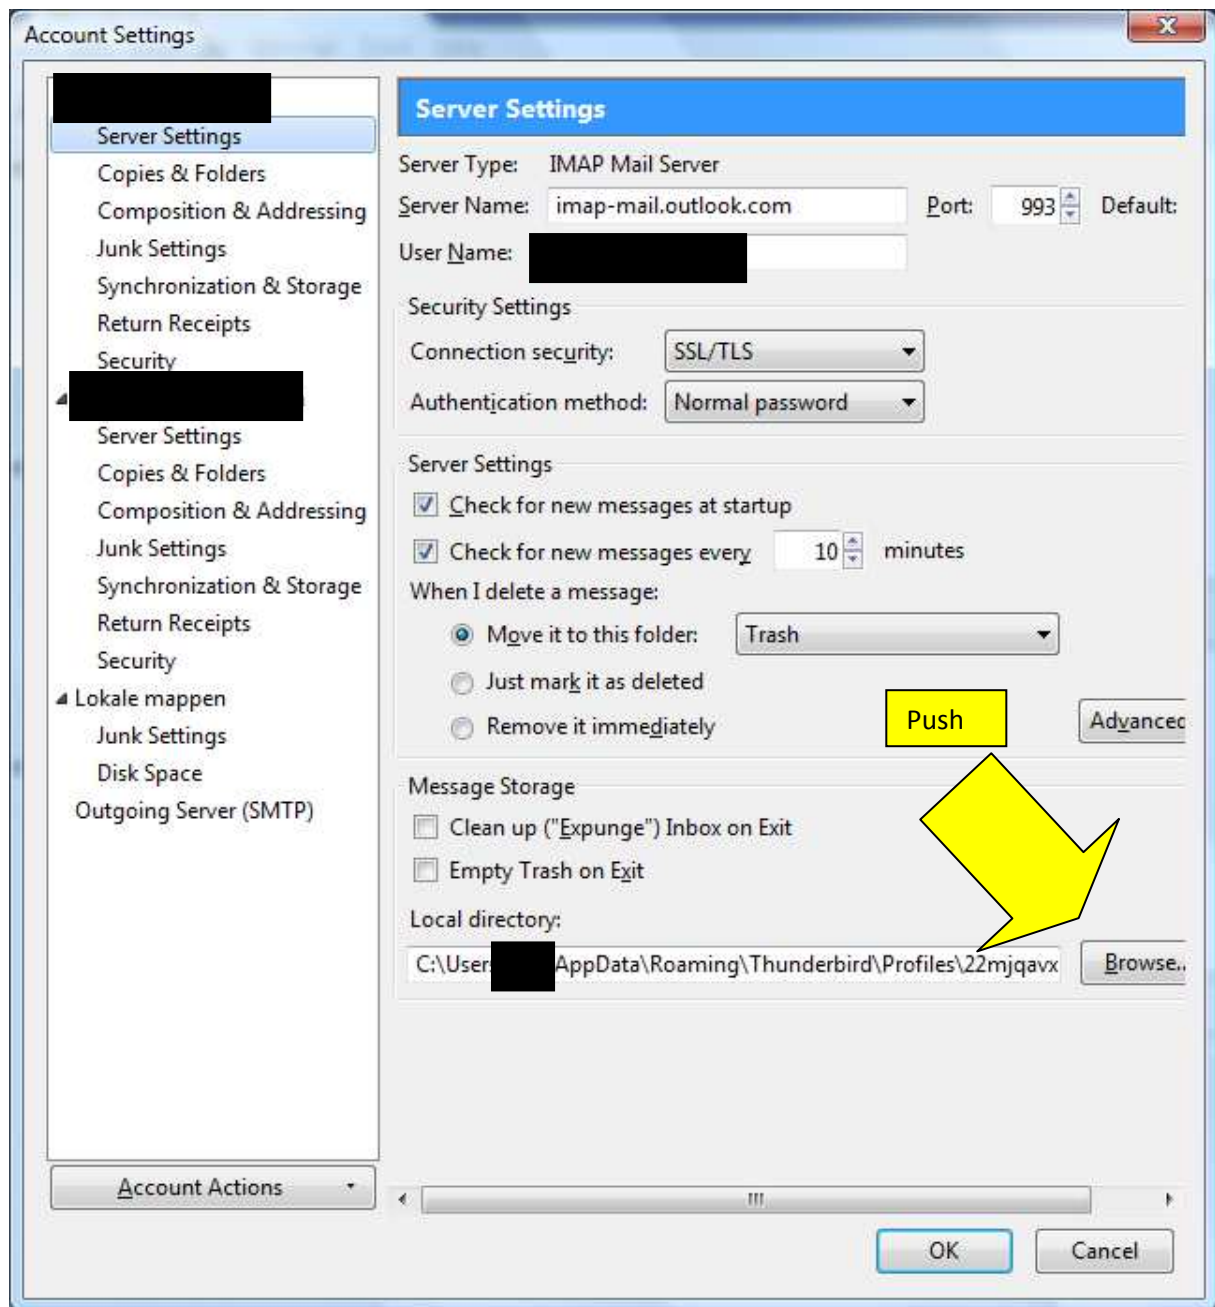 Account Settings
Server Settings
Copies & Folders
Composition & Addressing
Junk Settings
Synchronization & Storage
Return Receipts
Security
Server Settings
Copies & Folders
Composition & Addressing
Junk Settings
Synchronization & Storage
Return Receipts
Security
Lokale mappen
Junk Settings
Disk Space
Outgoing Server (SMTP)
Account Actions
Server Settings
Server Type: IMAP Mail Server
Server Name: imap-mail.outlook.com Port: 993 Default:
User Name:
Security Settings
Connection security: SSL/TLS
Authentication method: Normal password
Server Settings
Check for new messages at startup
Check for new messages every 10 minutes
When I delete a message:
Move it to this folder: Trash
Just mark it as deleted
Remove it immediately
Push
Advanced
Message Storage
Clean up ("Expunge") Inbox on Exit
Empty Trash on Exit
Local directory:
C:\User AppData\Roaming\Thunderbird\Profiles\22mjqavx Browse..
OK Cancel